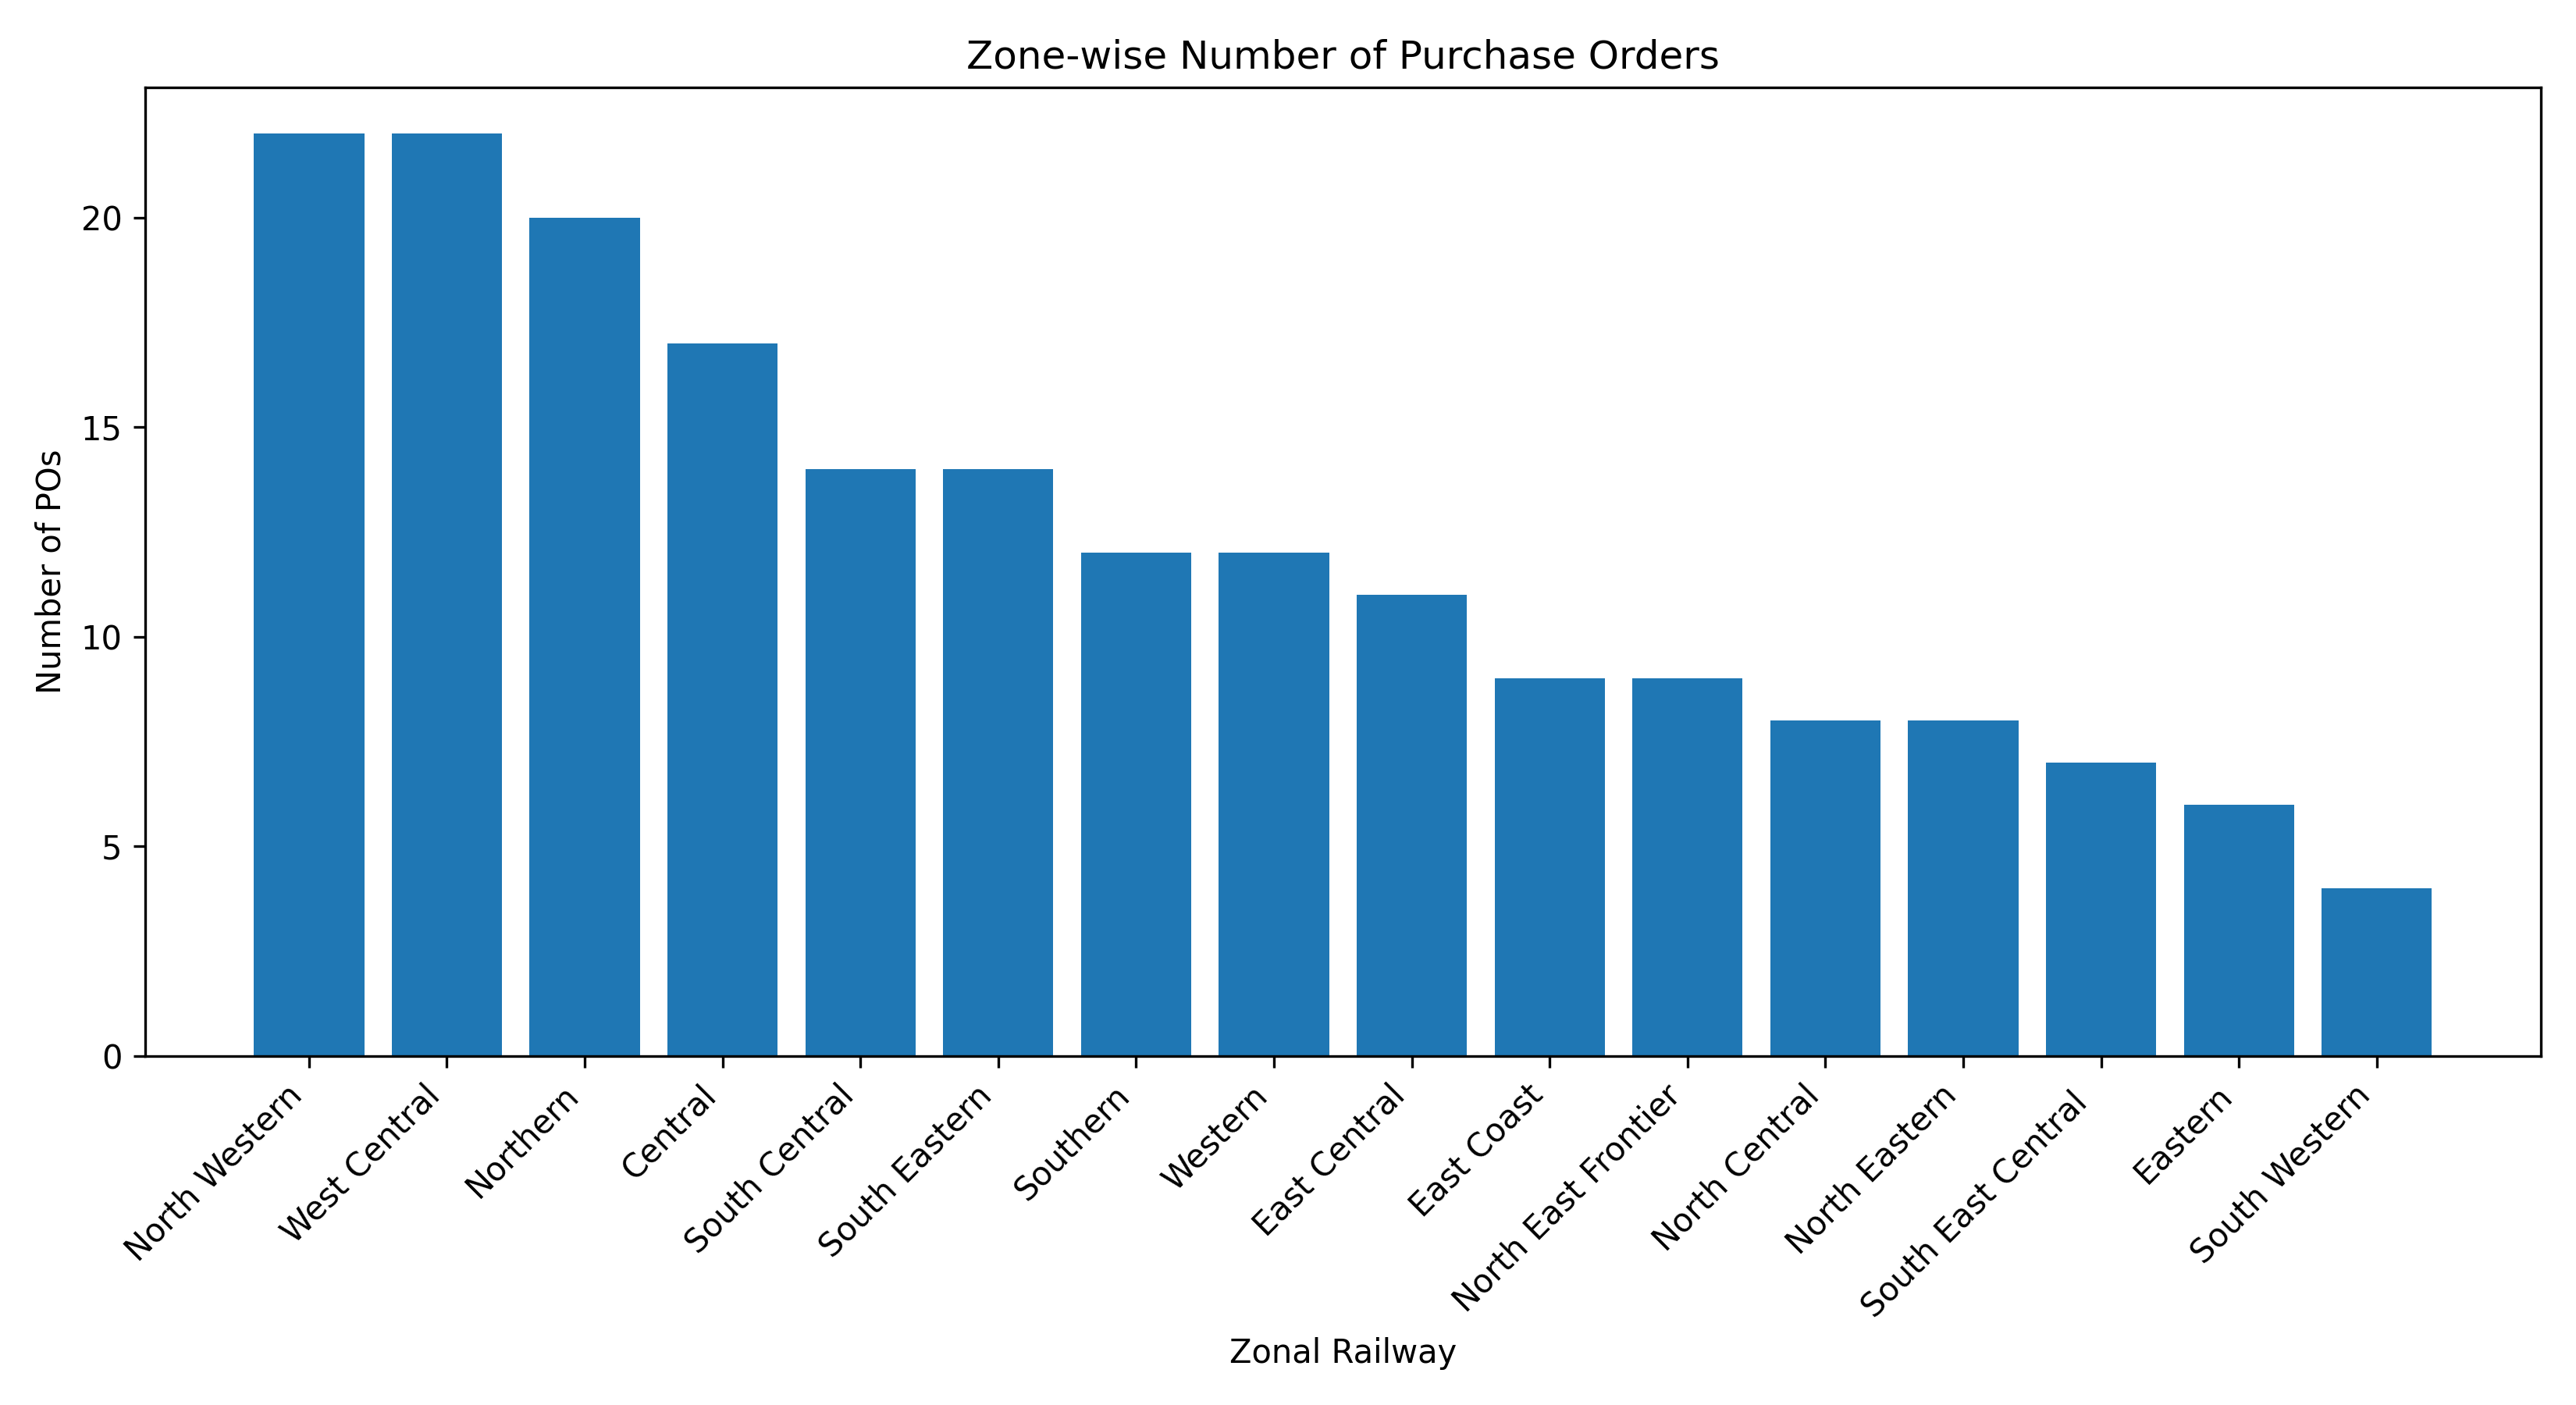 Zone-wise Number of Purchase Orders
Number of POs
20
15
10
5
0
North Western
West Central
Northern
Central
South Central
South Eastern
Southern
Western
East Central
East Coast
North East Frontier
North Central
North Eastern
South East Central
Eastern
South Western
Zonal Railway